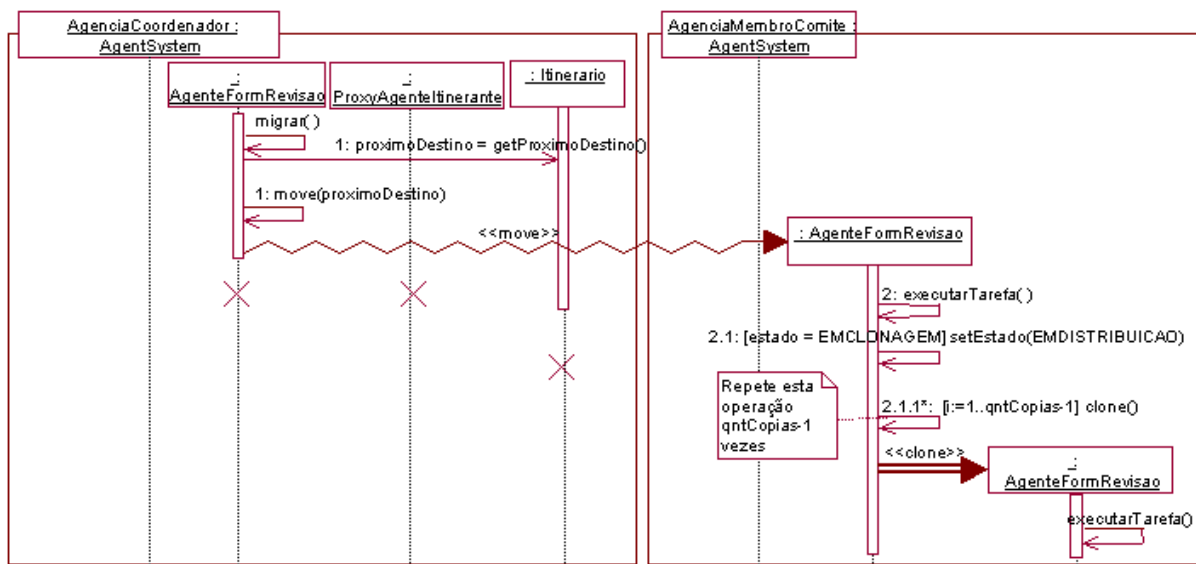 AgenciaCoordenador :
AgentSystem
AgenciaMembroComite :
AgentSystem
:
AgenteFormRevisao
:
ProxyAgenteItinerante
: Itinerario
migrar( )
1: proximoDestino = getProximoDestino()
1: move(proximoDestino)
<<move>>
: AgenteFormRevisao
2: executarTarefa( )
2.1: [estado = EMCLONAGEM] setEstado(EMDISTRIBUICAO)
Repete esta
operação
qntCopias-1
vezes
2.1.1*: [i:=1..qntCopias-1] clone()
<<clone>>
:
AgenteFormRevisao
executarTarefa()